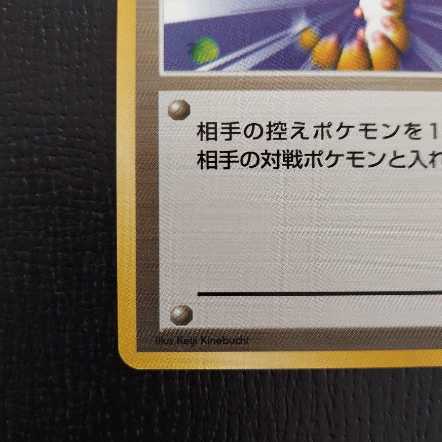 相手の控えポケモンを1
相手の対戦ポケモンと入れ
Illus. Keiji Kinebuchi